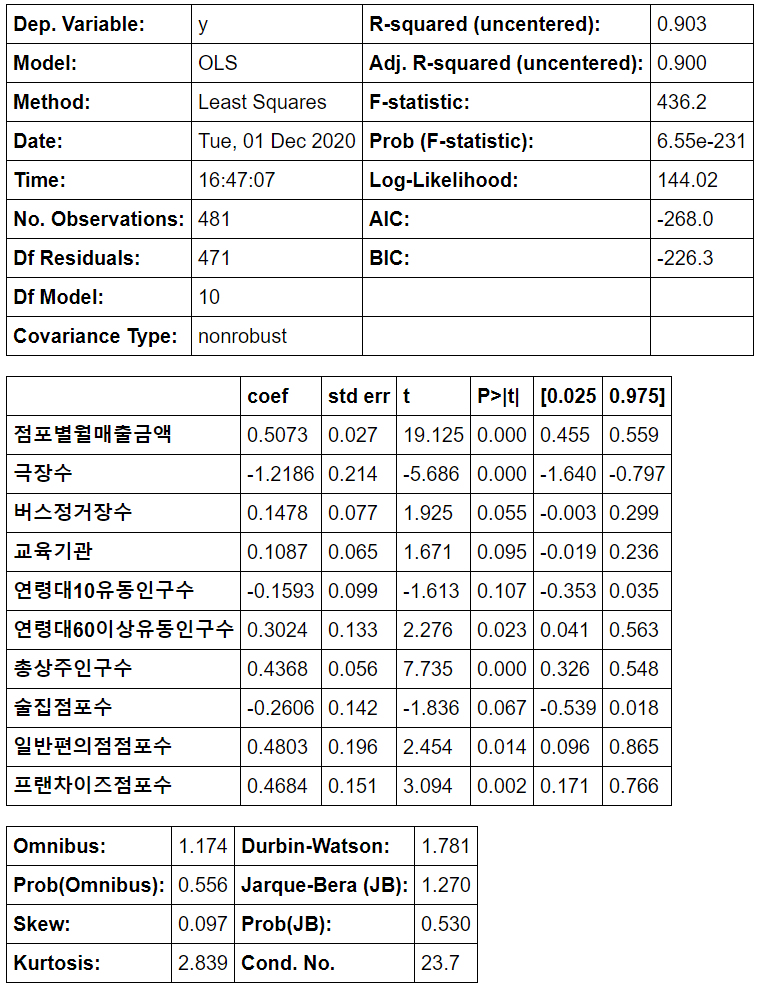 Dep. Variable: y R-squared (uncentered): 0.903
Model: OLS Adj. R-squared (uncentered): 0.900
Method: Least Squares F-statistic: 436.2
Date: Tue, 01 Dec 2020 Prob (F-statistic): 6.55e-231
Time: 16:47:07 Log-Likelihood: 144.02
No. Observations: 481 AIC: -268.0
Df Residuals: 471 BIC: -226.3
Df Model: 10
Covariance Type: nonrobust
coef std err t P>|t| [0.025 0.975]
점포별월매출금액 0.5073 0.027 19.125 0.000 0.455 0.559
극장수 -1.2186 0.214 -5.686 0.000 -1.640 -0.797
버스정거장수 0.1478 0.077 1.925 0.055 -0.003 0.299
교육기관 0.1087 0.065 1.671 0.095 -0.019 0.236
연령대10유동인구수 -0.1593 0.099 -1.613 0.107 -0.353 0.035
연령대60이상유동인구수 0.3024 0.133 2.276 0.023 0.041 0.563
총상주인구수 0.4368 0.056 7.735 0.000 0.326 0.548
술집점포수 -0.2606 0.142 -1.836 0.067 -0.539 0.018
일반편의점점포수 0.4803 0.196 2.454 0.014 0.096 0.865
프랜차이즈점포수 0.4684 0.151 3.094 0.002 0.171 0.766
Omnibus: 1.174 Durbin-Watson: 1.781
Prob(Omnibus): 0.556 Jarque-Bera (JB): 1.270
Skew: 0.097 Prob(JB): 0.530
Kurtosis: 2.839 Cond. No. 23.7